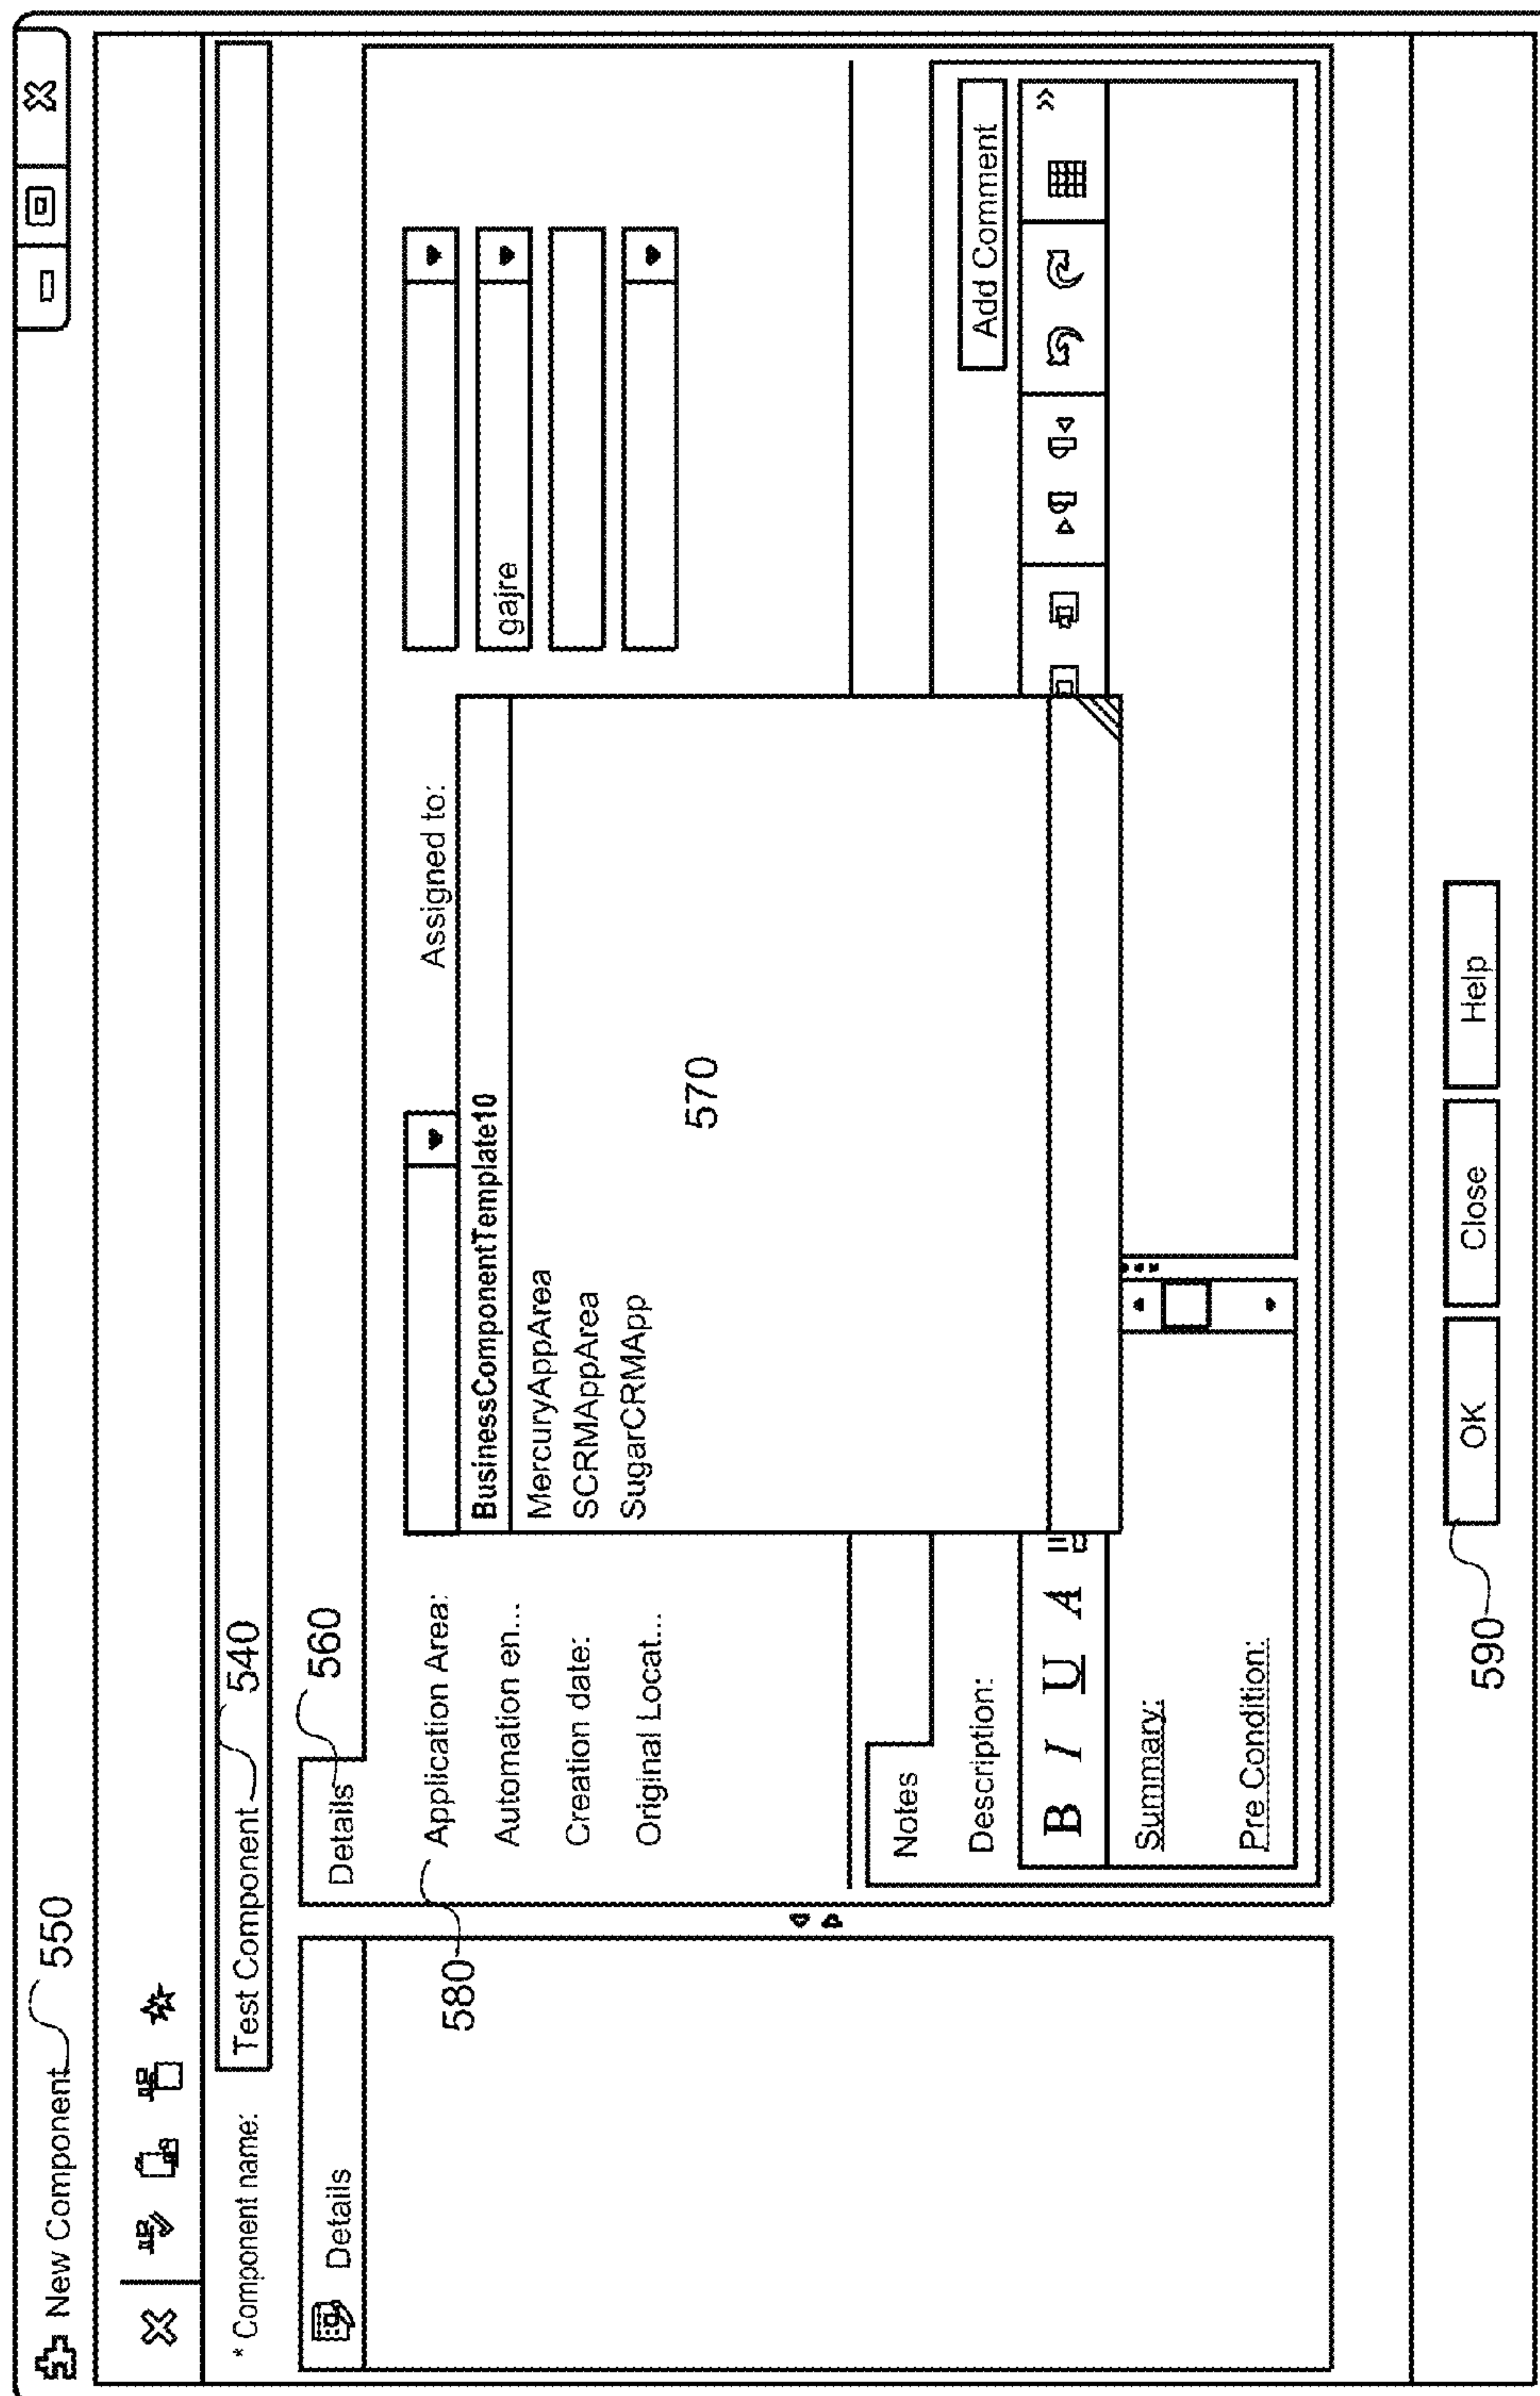 New Component 550
* Component name: Test Component 540
Details
Details 560
580 Application Area:
Assigned to:
Automation en...
gajre
Creation date:
Original Locat...
BusinessComponentTemplate10
MercuryAppArea
SCRMAppArea
SugarCRMApp
570
Notes
Description:
Add Comment
B I U A
»
Summary:
Pre Condition:
590 OK Close Help